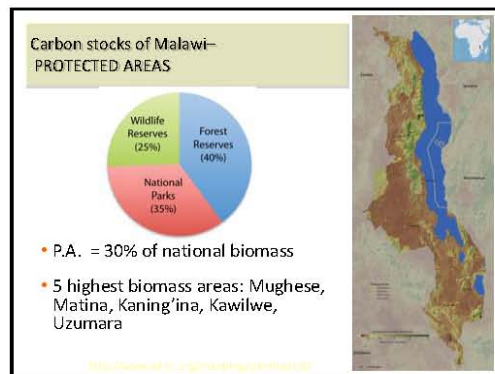 Carbon stocks of Malawi–
PROTECTED AREAS
Wildlife
Reserves
(25%)
Forest
Reserves
(40%)
National
Parks
(35%)
• P.A. = 30% of national biomass
• 5 highest biomass areas: Mughese,
Matina, Kaning'ina, Kawilwe,
Uzumara